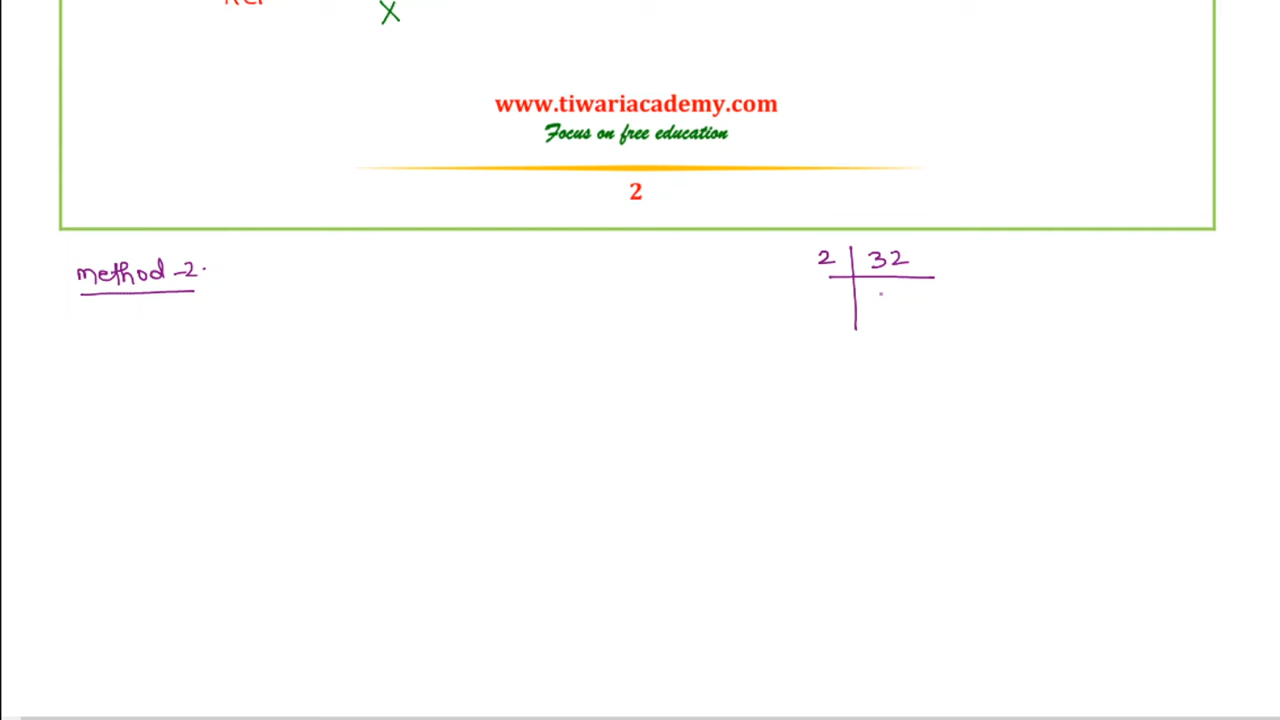 X
www.tiwariacademy.com
Focus on free education
2
method -2.
2 | 32